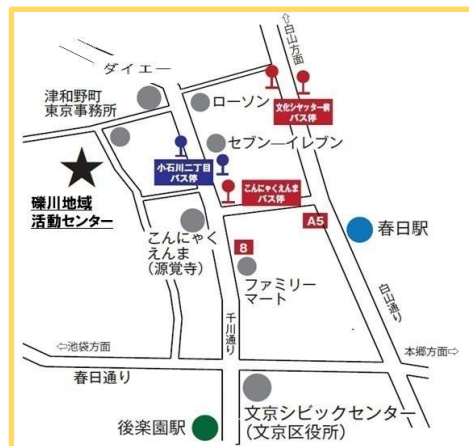 ⇧白山方面
ダイエー
津和野町
東京事務所
ローソン
文化シヤッター前
バス停
セブン―イレブン
小石川二丁目
バス停
礫川地域
活動センター
こんにゃくえんま
バス停
A5
春日駅
こんにゃく
えんま
(源覚寺)
8
ファミリー
マート
白山通り
千川通り
⇦池袋方面
本郷方面⇨
春日通り
文京シビックセンター
(文京区役所)
後楽園駅